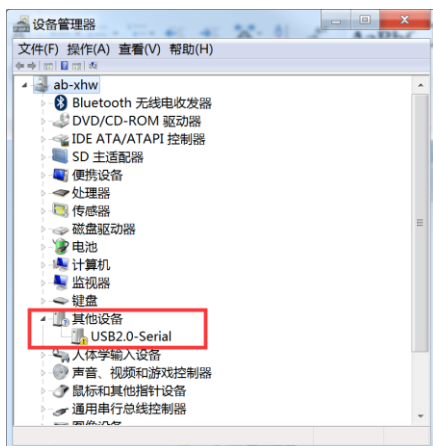 设备管理器
文件(F) 操作(A) 查看(V) 帮助(H)
ab-xhw
Bluetooth 无线电收发器
DVD/CD-ROM 驱动器
IDE ATA/ATAPI 控制器
SD 主适配器
便携设备
处理器
传感器
磁盘驱动器
电池
计算机
监视器
键盘
其他设备
USB2.0-Serial
人体学输入设备
声音、视频和游戏控制器
鼠标和其他指针设备
通用串行总线控制器